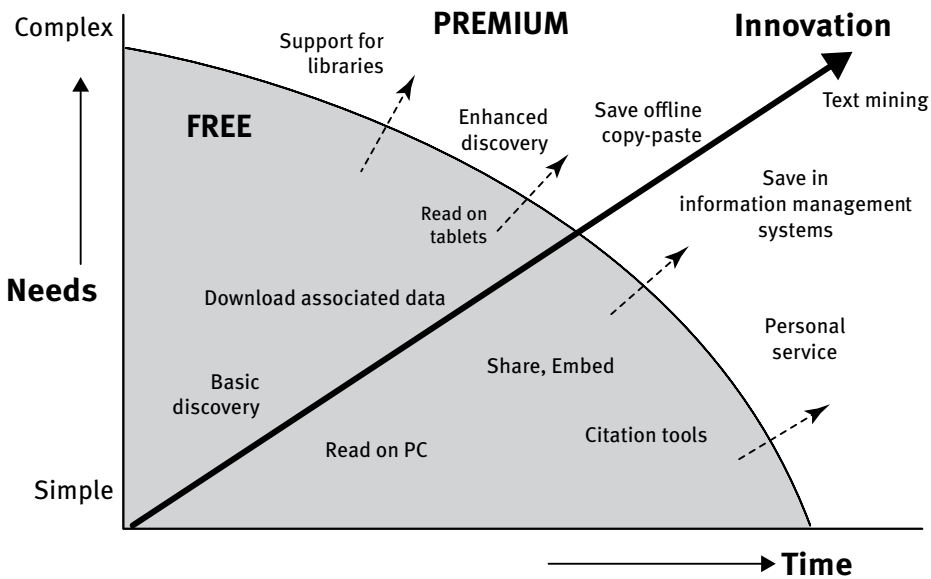 Complex
PREMIUM
Innovation
Support for
libraries
Text mining
FREE
Enhanced
discovery
Save offline
copy-paste
Save in
information management
systems
Read on
tablets
Needs
Download associated data
Personal
service
Share, Embed
Basic
discovery
Citation tools
Read on PC
Simple
Time